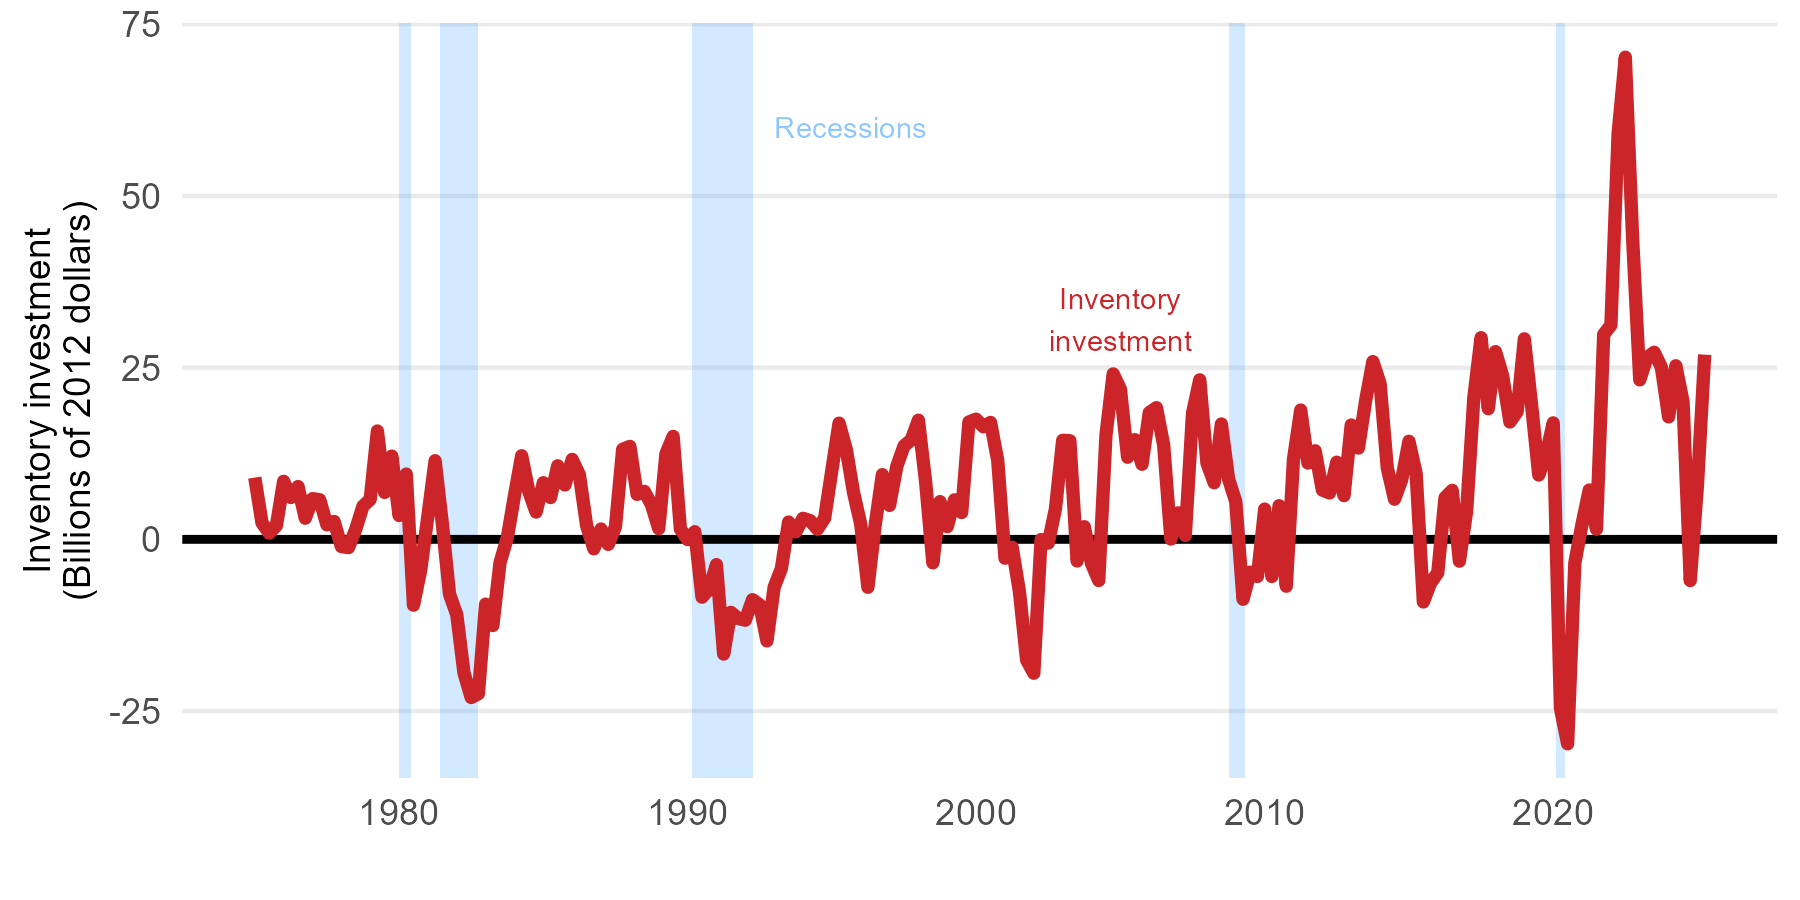 75
50
25
0
-25
Inventory investment
(Billions of 2012 dollars)
Recessions
Inventory
investment
1980
1990
2000
2010
2020